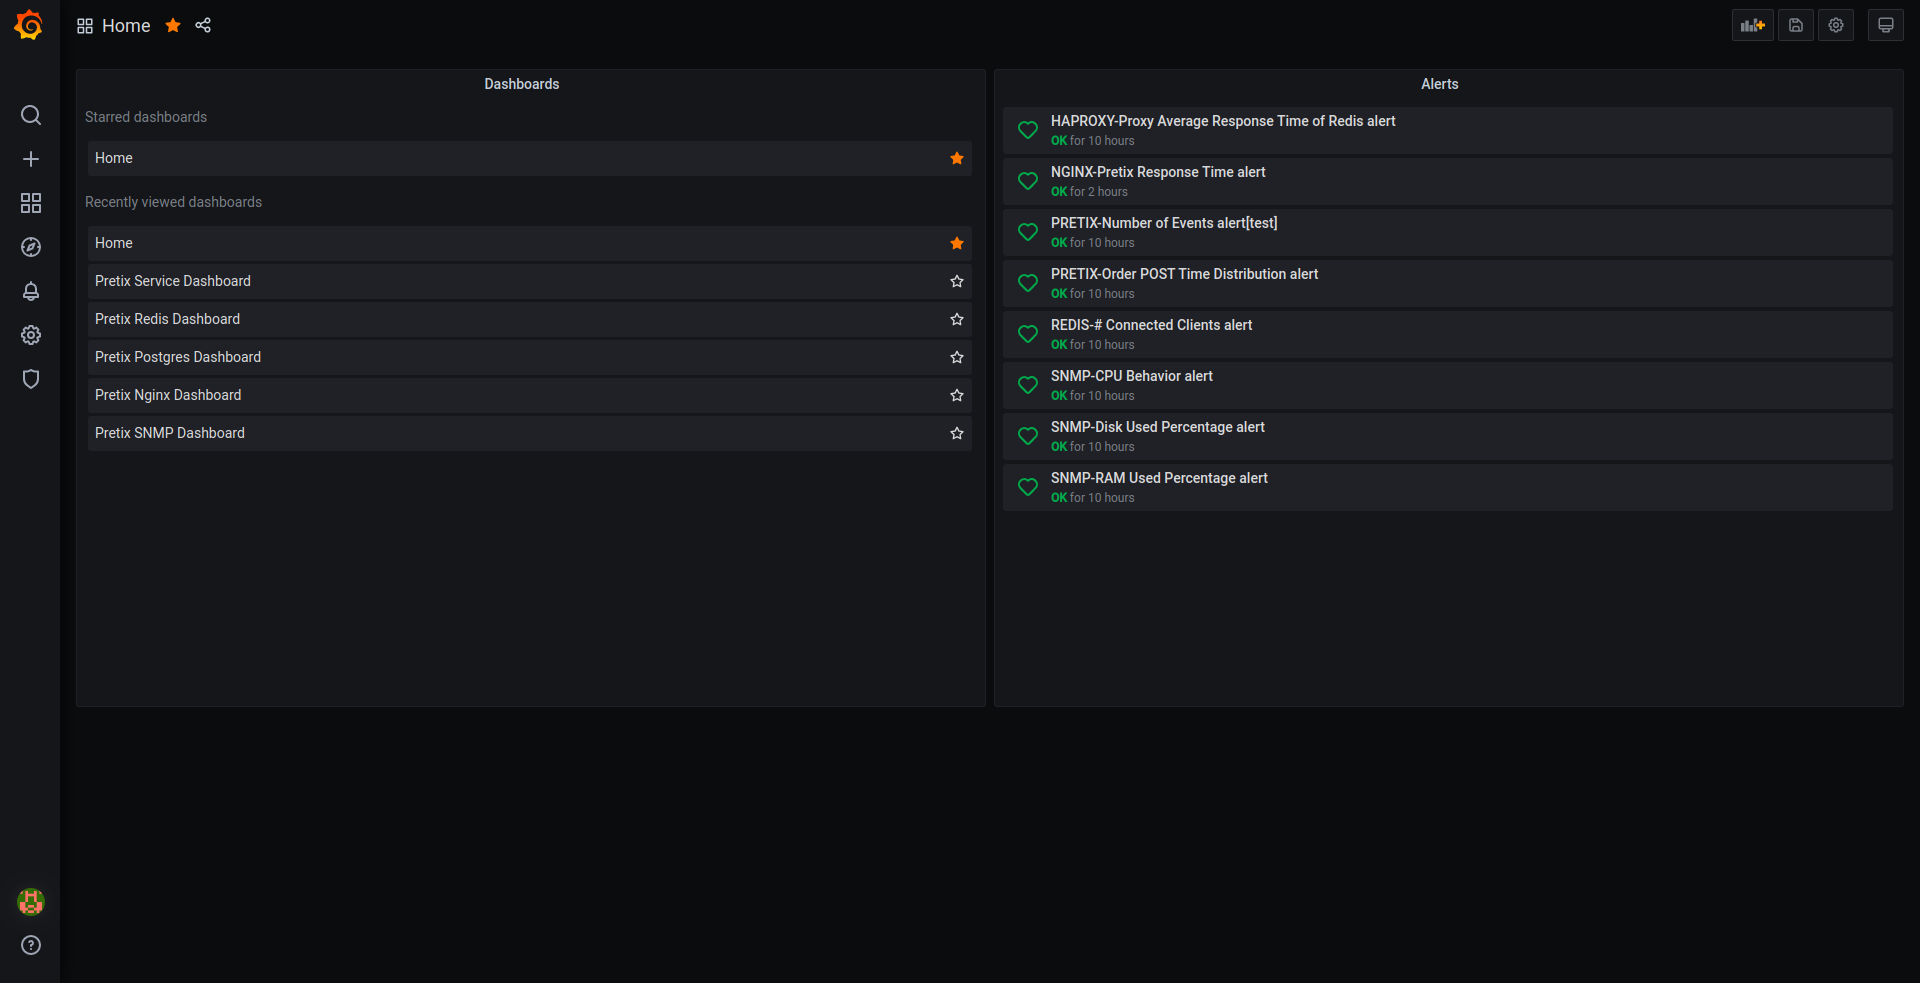 Home
Dashboards
Starred dashboards
Home
Recently viewed dashboards
Home
Pretix Service Dashboard
Pretix Redis Dashboard
Pretix Postgres Dashboard
Pretix Nginx Dashboard
Pretix SNMP Dashboard
Alerts
HAPROXY-Proxy Average Response Time of Redis alert
OK for 10 hours
NGINX-Pretix Response Time alert
OK for 2 hours
PRETIX-Number of Events alert[test]
OK for 10 hours
PRETIX-Order POST Time Distribution alert
OK for 10 hours
REDIS-# Connected Clients alert
OK for 10 hours
SNMP-CPU Behavior alert
OK for 10 hours
SNMP-Disk Used Percentage alert
OK for 10 hours
SNMP-RAM Used Percentage alert
OK for 10 hours